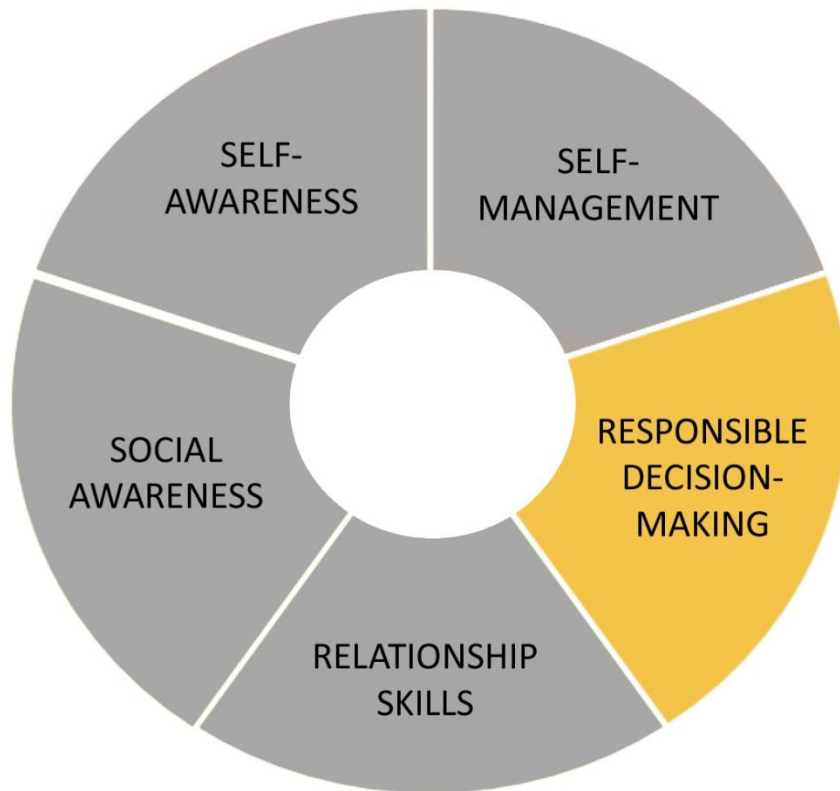 SELF-
AWARENESS
SELF-
MANAGEMENT
RESPONSIBLE
DECISION-
MAKING
RELATIONSHIP
SKILLS
SOCIAL
AWARENESS